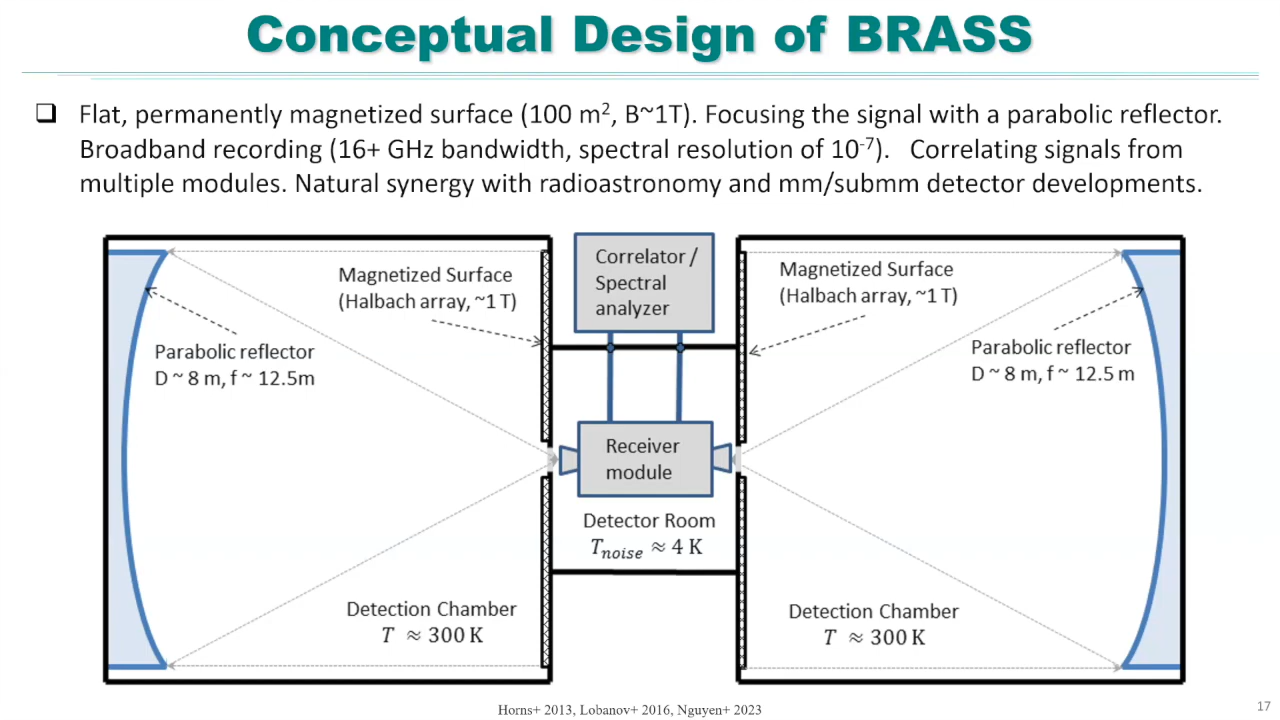 Conceptual Design of BRASS
❑ Flat, permanently magnetized surface (100 m², B~1T). Focusing the signal with a parabolic reflector.
Broadband recording (16+ GHz bandwidth, spectral resolution of 10⁻⁷). Correlating signals from
multiple modules. Natural synergy with radioastronomy and mm/submm detector developments.
Magnetized Surface
(Halbach array, ~1 T)
Parabolic reflector
D ~ 8 m, f ~ 12.5m
Detection Chamber
T ≈ 300 K
Correlator /
Spectral
analyzer
Receiver
module
Detector Room
T_noise ≈ 4 K
Magnetized Surface
(Halbach array, ~1 T)
Parabolic reflector
D ~ 8 m, f ~ 12.5 m
Detection Chamber
T ≈ 300 K
Horns+ 2013, Lobanov+ 2016, Nguyen+ 2023
17